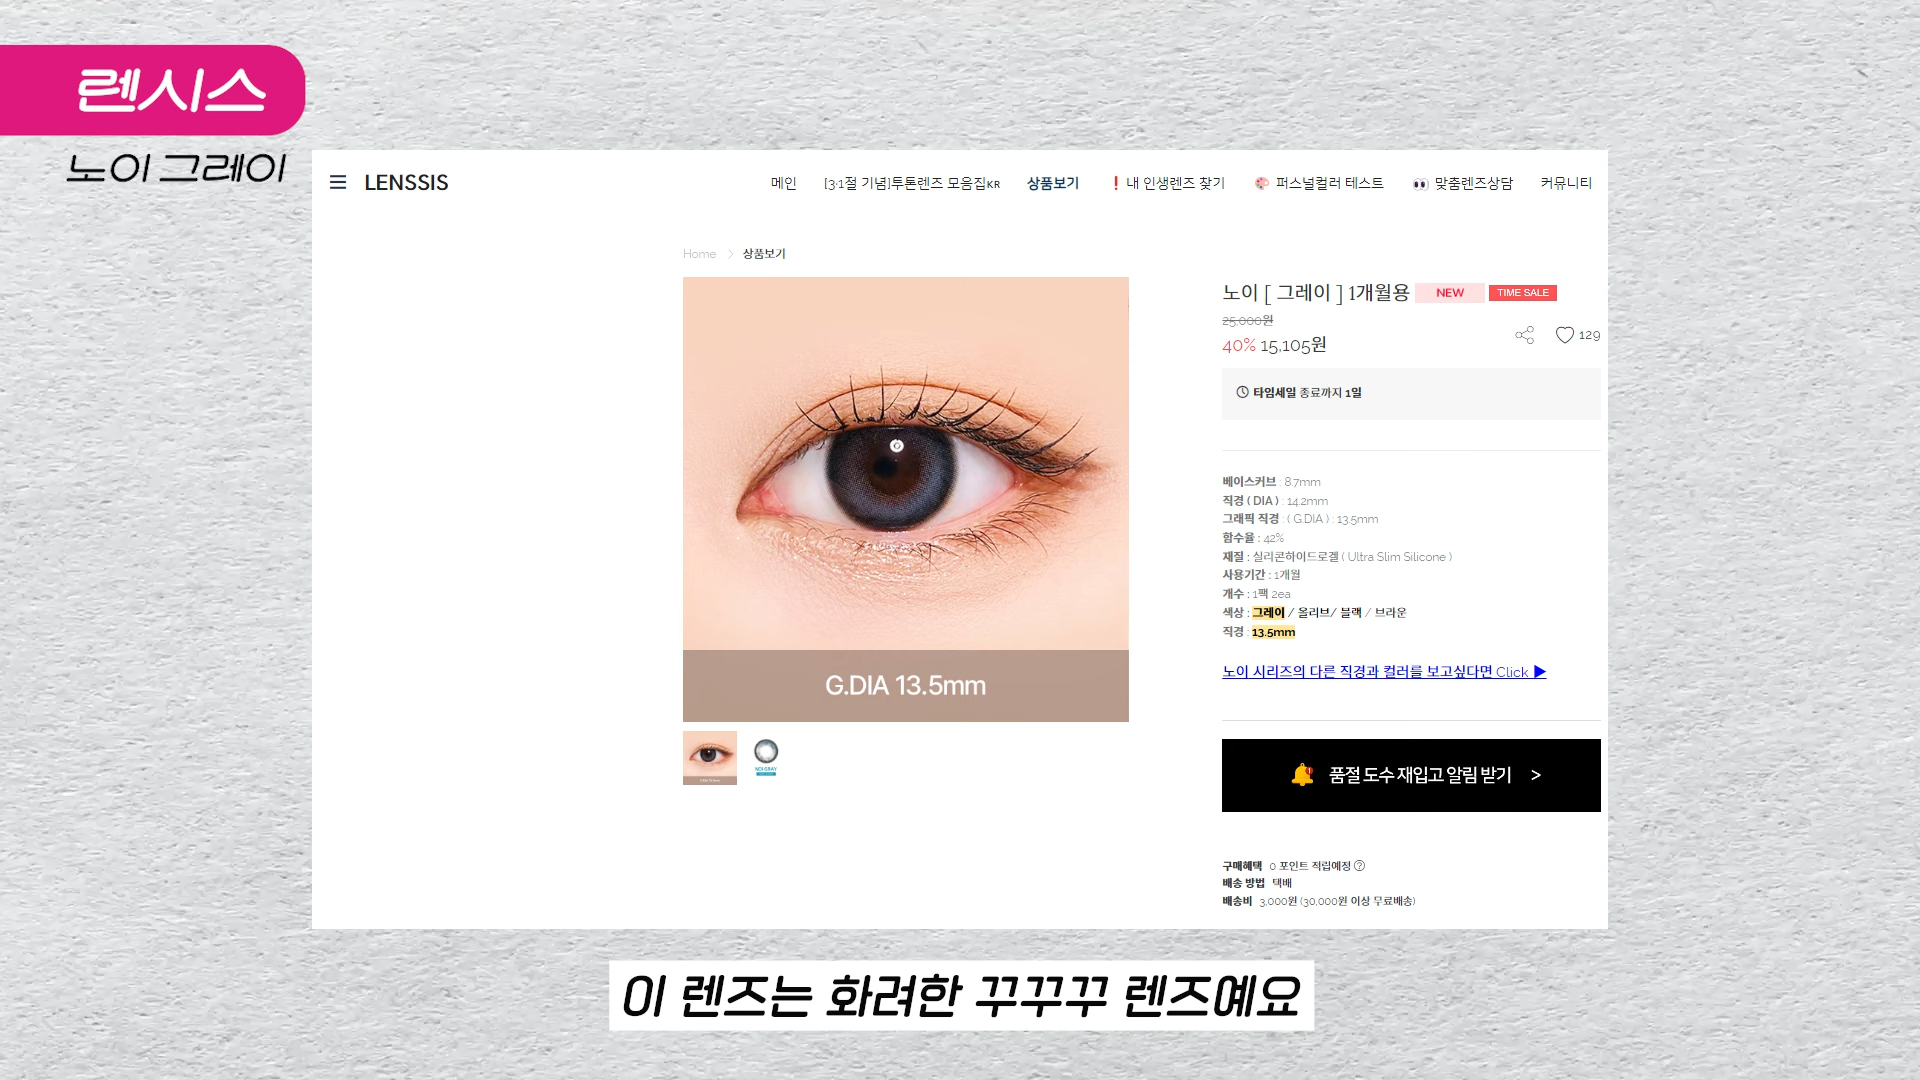 렌시스
노이 그레이
LENSSIS
메인
[3·1절 기념]투톤렌즈 모음집KR
상품보기
❗ 내 인생렌즈 찾기
🎨 퍼스널컬러 테스트
👀 맞춤렌즈상담
커뮤니티
Home > 상품보기
노이 [ 그레이 ] 1개월용 NEW TIME SALE
25,000원
40% 15,105원
129
타임세일 종료까지 1일
베이스커브 : 8.7mm
직경 ( DIA ) : 14.2mm
그래픽 직경 : ( G.DIA ) : 13.5mm
함수율 : 42%
재질 : 실리콘하이드로겔 ( Ultra Slim Silicone )
사용기간 : 1개월
개수 : 1팩 2ea
색상 : 그레이 / 올리브/ 블랙 / 브라운
직경 : 13.5mm
노이 시리즈의 다른 직경과 컬러를 보고싶다면 Click ▶
G.DIA 13.5mm
NOI GRAY
품절 도수 재입고 알림 받기 >
구매혜택 0 포인트 적립예정 ?
배송 방법 택배
배송비 3,000원 (30,000원 이상 무료배송)
이 렌즈는 화려한 꾸꾸꾸 렌즈예요